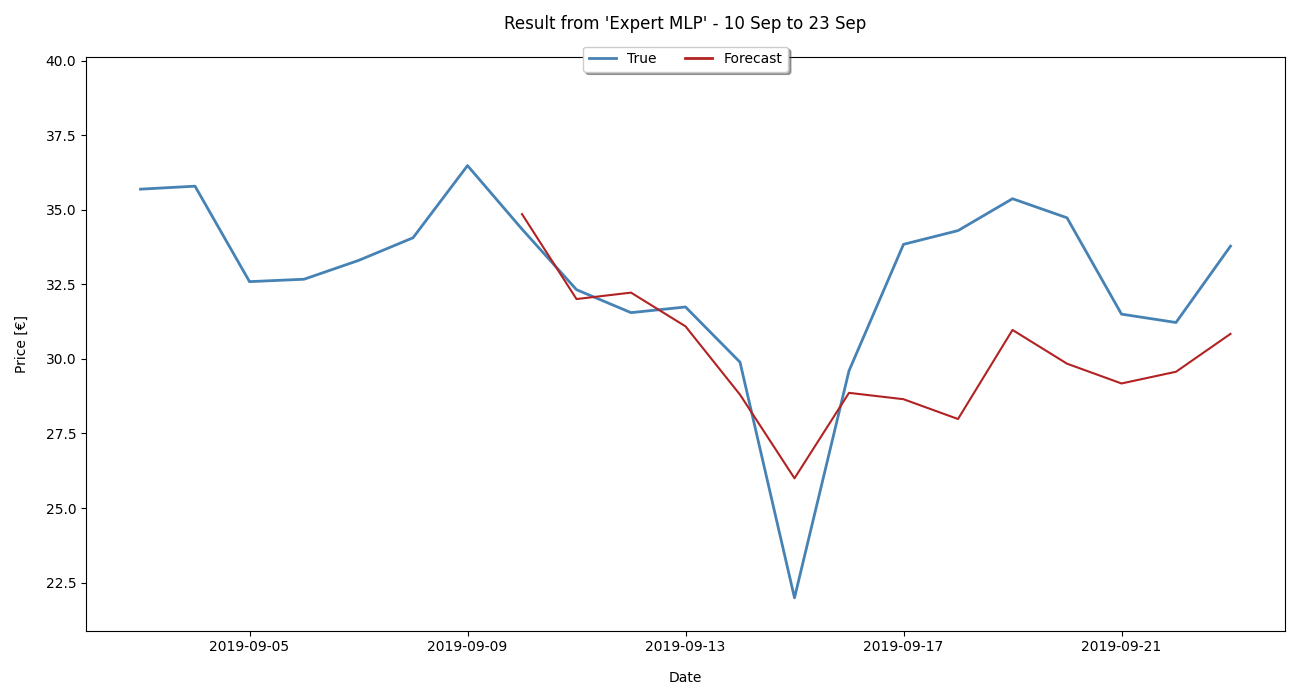 Result from 'Expert MLP' - 10 Sep to 23 Sep
True Forecast
40.0
37.5
35.0
32.5
30.0
27.5
25.0
22.5
Price [€]
2019-09-05 2019-09-09 2019-09-13 2019-09-17 2019-09-21
Date